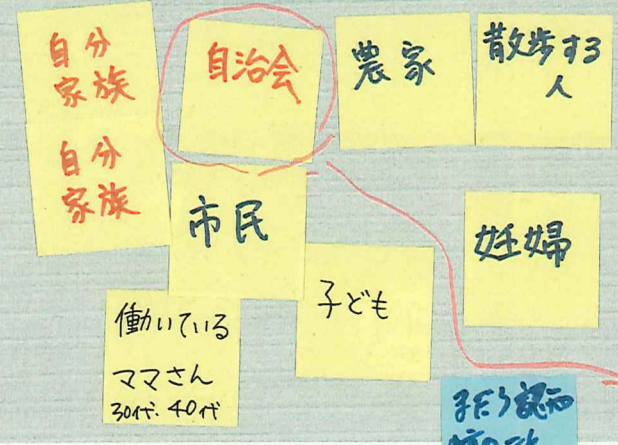 自分
家族
自治会
農家
散歩する
人
自分
家族
市民
妊婦
子ども
働いている
ママさん
30代、40代